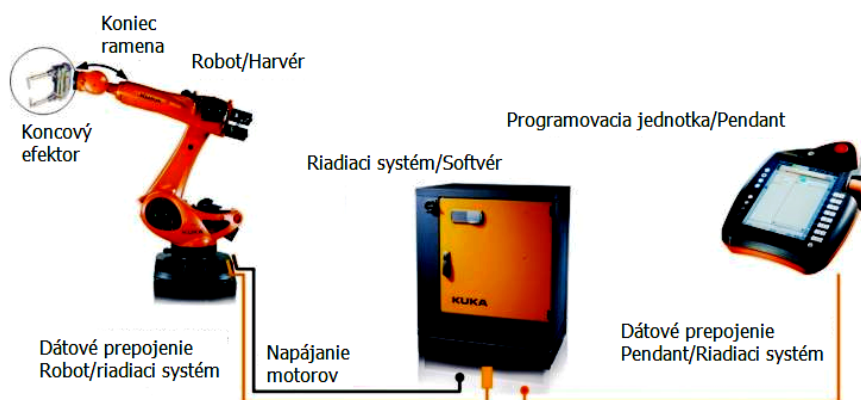 Koniec
ramena
Robot/Harvér
Koncový
efektor
Programovacia jednotka/Pendant
Riadiaci systém/Softvér
KUKA
KUKA
Dátové prepojenie
Robot/riadiaci systém
Napájanie
motorov
Dátové prepojenie
Pendant/Riadiaci systém